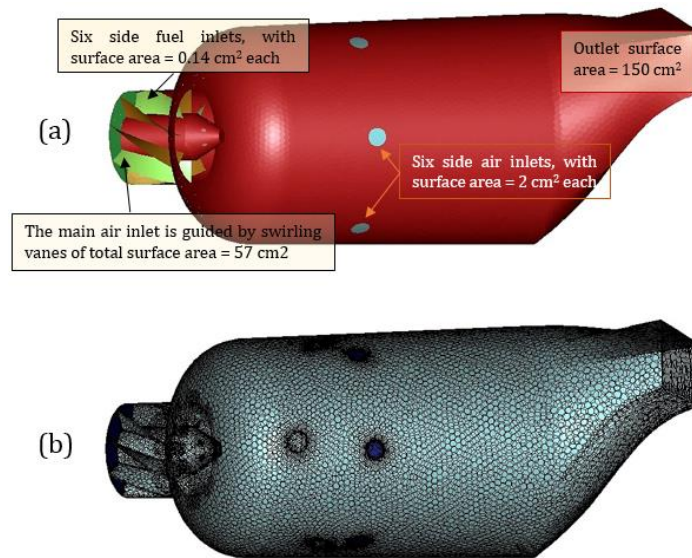 Six side fuel inlets, with
surface area = 0.14 cm² each
Outlet surface
area = 150 cm²
(a)
Six side air inlets, with
surface area = 2 cm² each
The main air inlet is guided by swirling
vanes of total surface area = 57 cm2
(b)